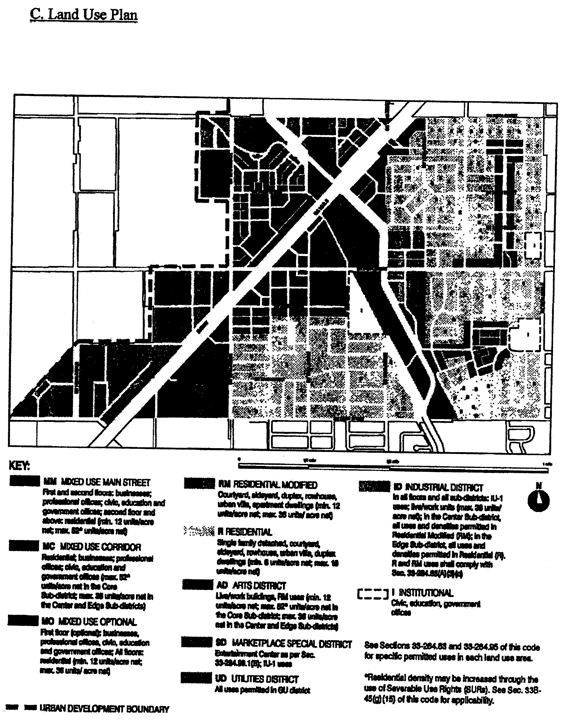 C. Land Use Plan
KEY:
MM MIXED USE MAIN STREET
First and second floors: businesses;
professional offices; civic, education and
government offices; second floor and
above: residential (min. 12 units/acre
net; max. 52* units/acre net)
MC MIXED USE CORRIDOR
Residential; businesses; professional
offices; civic, education and
government offices (max. 52*
units/acre net in the Core
Sub-district; max. 36 units/acre net in
the Center and Edge Sub-districts)
MO MIXED USE OPTIONAL
First floor (optional): businesses,
professional offices, civic, education
and government offices; All floors:
residential (min. 12 units/acre net;
max. 36 units/ acre net)
URBAN DEVELOPMENT BOUNDARY
RM RESIDENTIAL MODIFIED
Courtyard, sideyard, duplex, rowhouse,
urban villa, apartment dwellings (min. 12
units/acre net; max. 36 units/ acre net)
R RESIDENTIAL
Single family detached, courtyard,
sideyard, rowhouse, urban villa, duplex
dwellings (min. 6 units/acre net; max. 18
units/acre net)
AD ARTS DISTRICT
Live/work buildings, RM uses (min. 12
units/acre net; max. 52* units/acre net in
the Core Sub-district; max. 36 units/acre
net in the Center and Edge Sub-districts)
SD MARKETPLACE SPECIAL DISTRICT
Entertainment Center as per Sec.
IU-1 uses
UD UTILITIES DISTRICT
All uses permitted in GU district
0
1 mile
ID INDUSTRIAL DISTRICT
In all floors and all sub-districts: IU-1
uses; live/work units (max. 36 units/
acre net); in the Center Sub-district,
all uses and densities permitted in
Residential Modified (RM); in the
Edge Sub-district, all uses and
densities permitted in Residential (R).
R and RM uses shall comply with
N
I INSTITUTIONAL
Civic, education, government
offices
See Sections 33-284.83 and 33-284.95 of this code
for specific permitted uses in each land use area.
*Residential density may be increased through the
use of Severable Use Rights (SURs). See Sec. 33B-
45(g)(15) of this code for applicability.